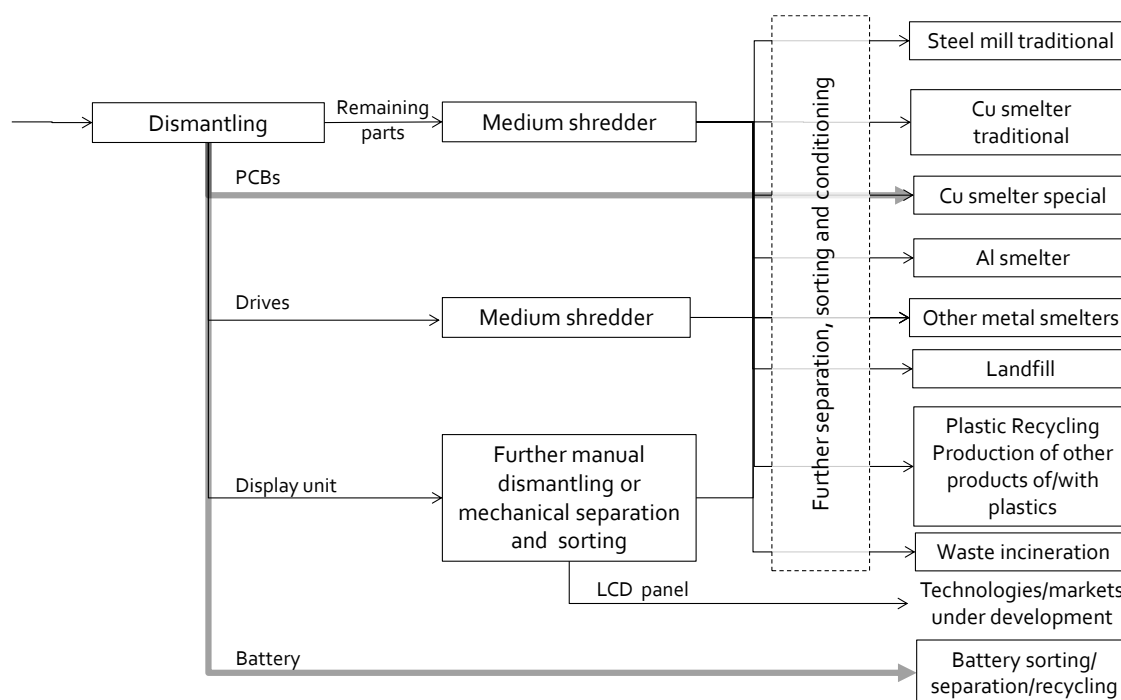 Steel mill traditional
Dismantling
Remaining
parts
Medium shredder
Cu smelter
traditional
PCBs
Cu smelter special
Further separation, sorting and conditioning
Al smelter
Drives
Medium shredder
Other metal smelters
Landfill
Display unit
Further manual
dismantling or
mechanical separation
and sorting
Plastic Recycling
Production of other
products of/with
plastics
Waste incineration
LCD panel
Technologies/markets
under development
Battery
Battery sorting/
separation/recycling